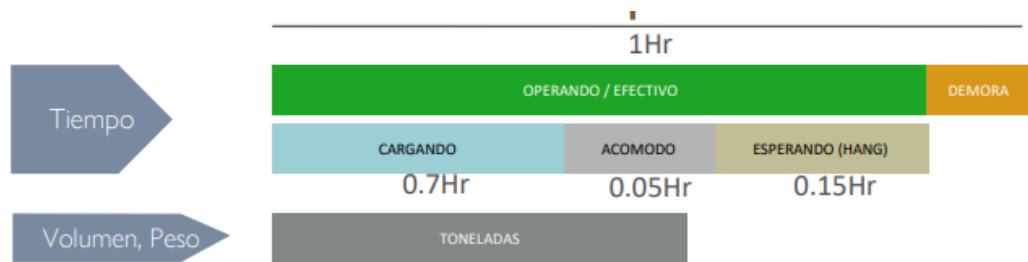 1Hr
Tiempo
OPERANDO / EFECTIVO
DEMORA
CARGANDO
ACOMODO
ESPERANDO (HANG)
0.7Hr
0.05Hr
0.15Hr
Volumen, Peso
TONELADAS